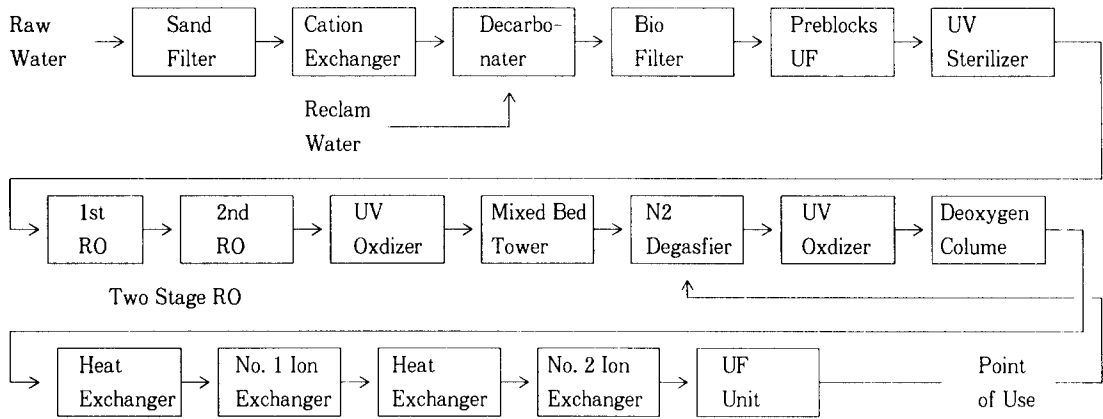 Raw
Water
Sand
Filter
Cation
Exchanger
Decarbo-
nater
Bio
Filter
Preblocks
UF
UV
Sterilizer
Reclam
Water
1st
RO
2nd
RO
UV
Oxdizer
Mixed Bed
Tower
N2
Degasfier
UV
Oxdizer
Deoxygen
Colume
Two Stage RO
Heat
Exchanger
No. 1 Ion
Exchanger
Heat
Exchanger
No. 2 Ion
Exchanger
UF
Unit
Point
of Use